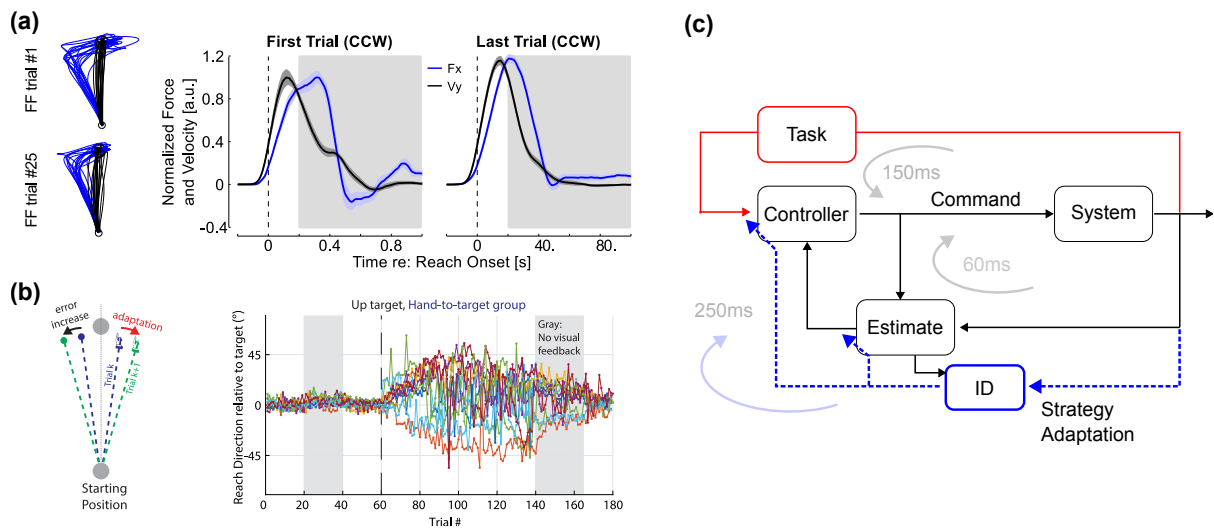 (a)
FF trial #1
FF trial #25
First Trial (CCW)
Last Trial (CCW)
Normalized Force
and Velocity [a.u.]
1.2
0.8
0.4
0
-0.4
Fx
Vy
0
0.4
0.8
0
40.
80.
Time re: Reach Onset [s]
(b)
error
increase
adaptation
Trial k
Trial k+1
Starting
Position
Up target, Hand-to-target group
Gray:
No visual
feedback
Reach Direction relative to target (°)
45
0
-45
0
20
40
60
80
100
120
140
160
180
Trial #
(c)
Task
150ms
Controller
Command
System
60ms
250ms
Estimate
ID
Strategy
Adaptation